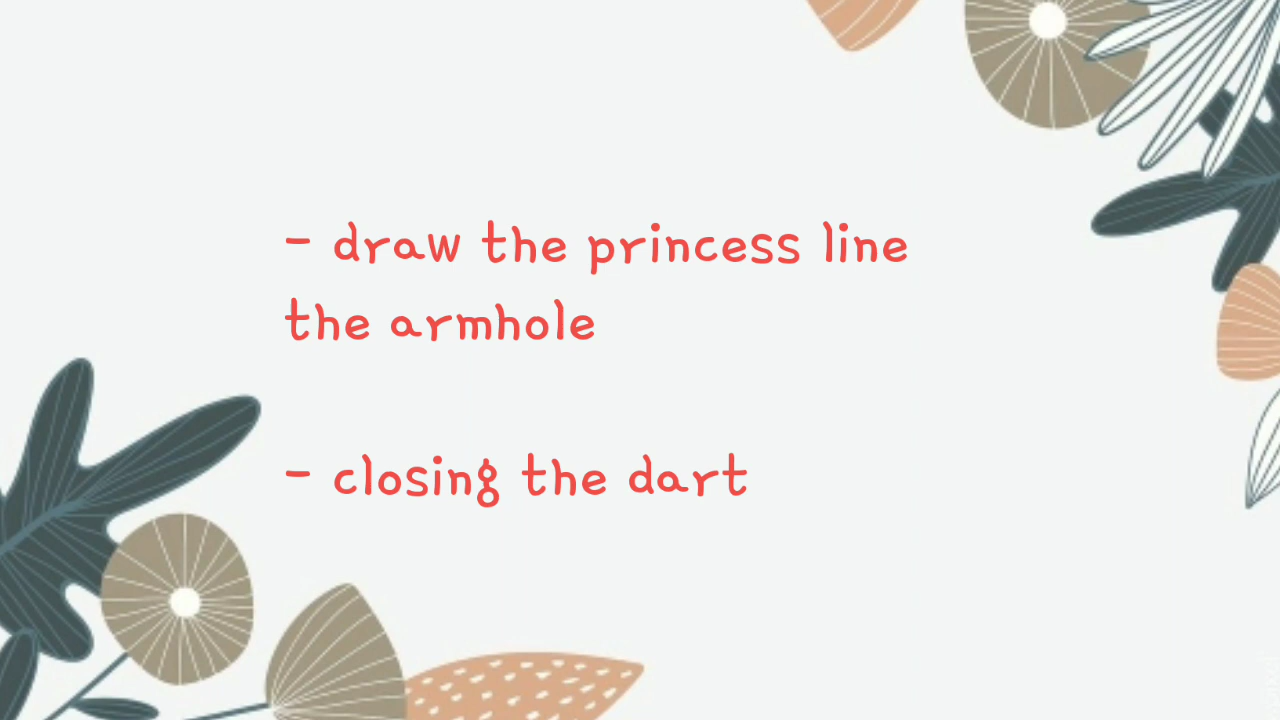 - draw the princess line
the armhole
- closing the dart